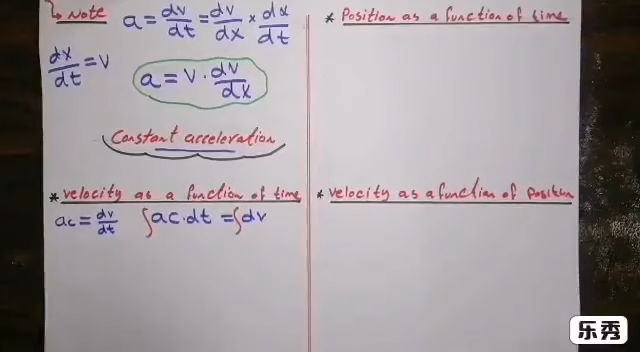 Note a = dv/dt = dv/dx × dx/dt
dx/dt = v
a = v · dv/dx
Constant acceleration
* velocity as a function of time
ac = dv/dt ∫ac·dt = ∫dv
* Position as a function of time
* velocity as a function of position
乐秀